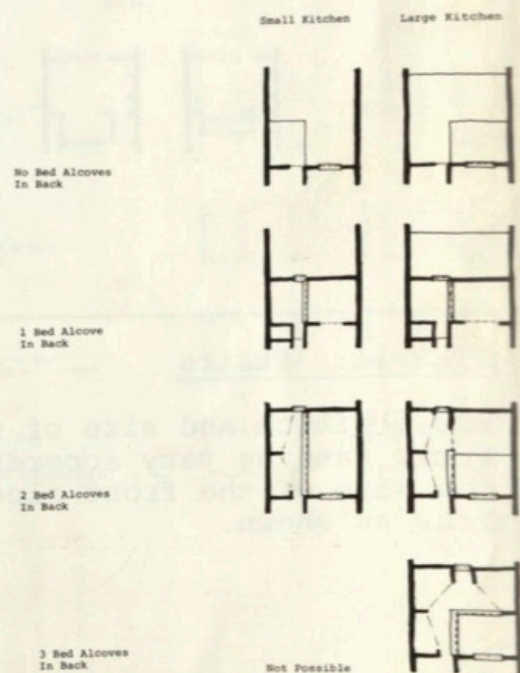 Small Kitchen
Large Kitchen
No Bed Alcoves
In Back
1 Bed Alcove
In Back
2 Bed Alcoves
In Back
3 Bed Alcoves
In Back
Not Possible